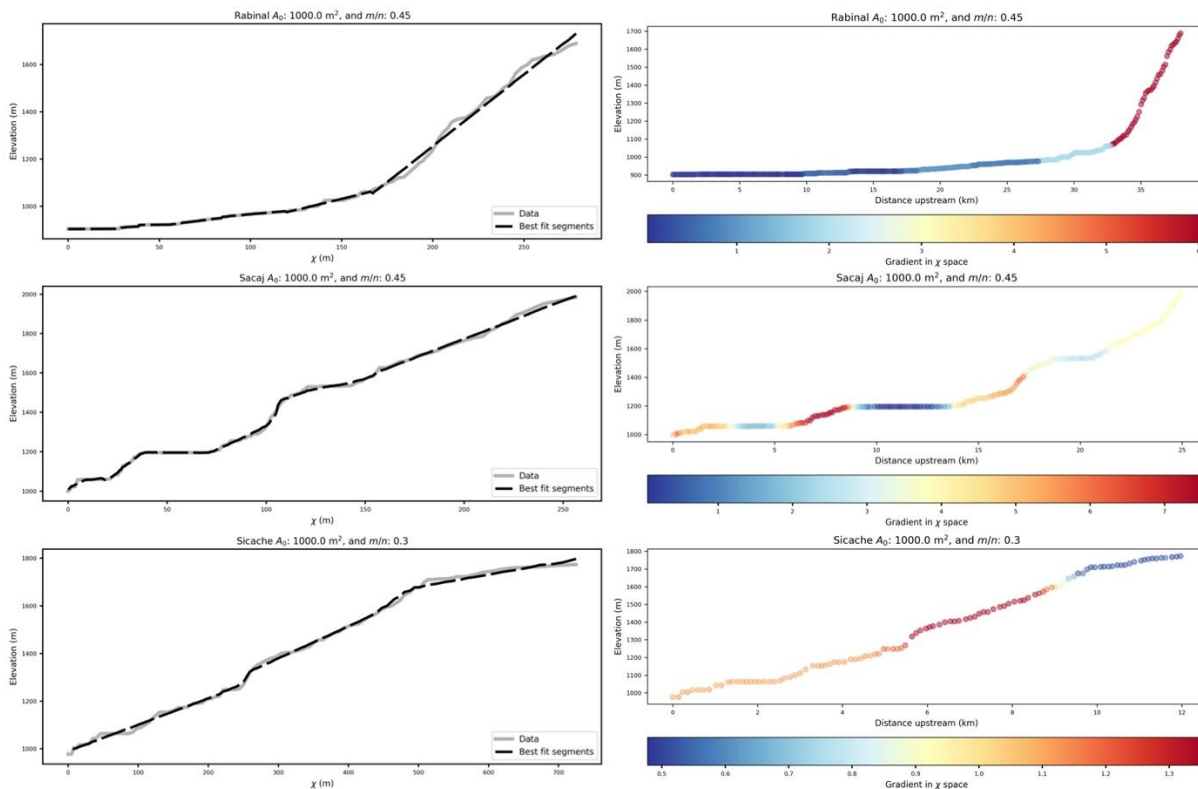 Rabinal A₀: 1000.0 m², and m/n: 0.45
Elevation (m)
1600
1400
1200
1000
0 50 100 150 200 250
χ (m)
Data
Best fit segments
Rabinal A₀: 1000.0 m², and m/n: 0.45
Elevation (m)
1700
1600
1500
1400
1300
1200
1100
1000
900
0 5 10 15 20 25 30 35
Distance upstream (km)
1 2 3 4 5 6
Gradient in χ space
Sacaj A₀: 1000.0 m², and m/n: 0.45
Elevation (m)
2000
1800
1600
1400
1200
1000
0 50 100 150 200 250
χ (m)
Data
Best fit segments
Sacaj A₀: 1000.0 m², and m/n: 0.45
Elevation (m)
2000
1800
1600
1400
1200
1000
0 5 10 15 20 25
Distance upstream (km)
1 2 3 4 5 6 7
Gradient in χ space
Sicache A₀: 1000.0 m², and m/n: 0.3
Elevation (m)
1800
1600
1400
1200
1000
0 100 200 300 400 500 600 700
χ (m)
Data
Best fit segments
Sicache A₀: 1000.0 m², and m/n: 0.3
Elevation (m)
1800
1700
1600
1500
1400
1300
1200
1100
1000
0 2 4 6 8 10 12
Distance upstream (km)
0.5 0.6 0.7 0.8 0.9 1.0 1.1 1.2 1.3
Gradient in χ space